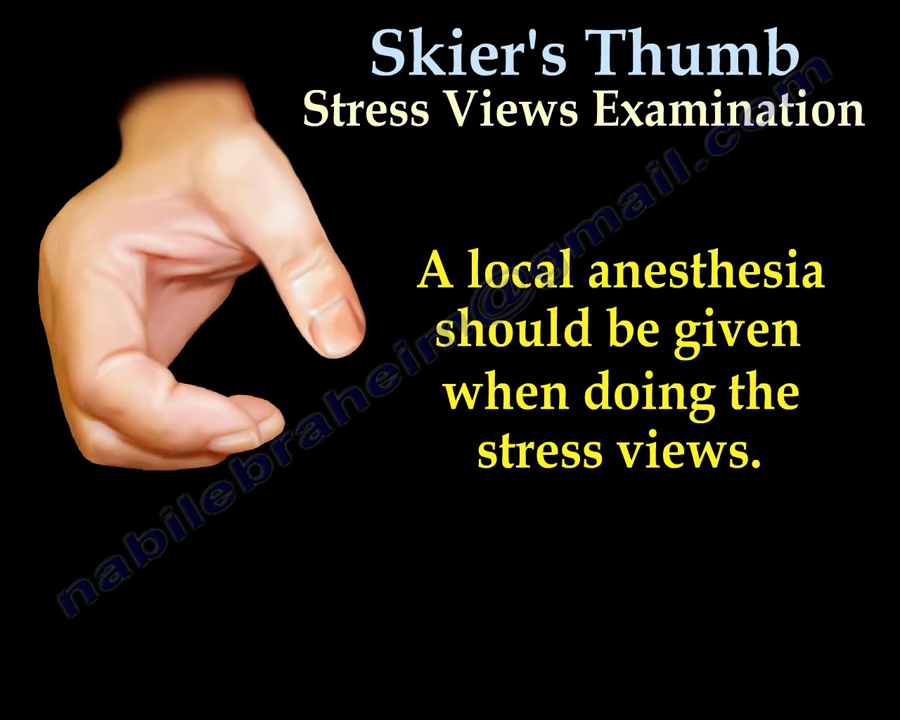 Skier's Thumb
Stress Views Examination
A local anesthesia
should be given
when doing the
stress views.
nabilebraheim@gmail.com